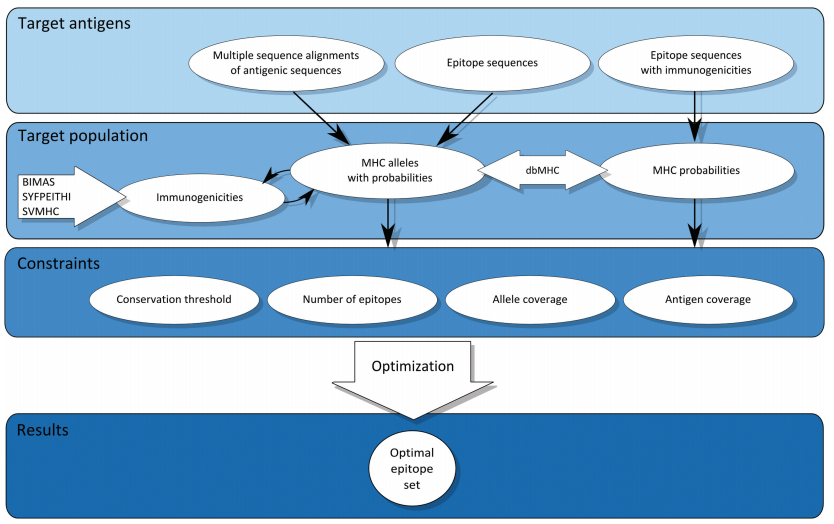 Target antigens
Multiple sequence alignments
of antigenic sequences
Epitope sequences
Epitope sequences
with immunogenicities
Target population
BIMAS
SYFPEITHI
SVMHC
Immunogenicities
MHC alleles
with probabilities
dbMHC
MHC probabilities
Constraints
Conservation threshold
Number of epitopes
Allele coverage
Antigen coverage
Optimization
Results
Optimal
epitope
set